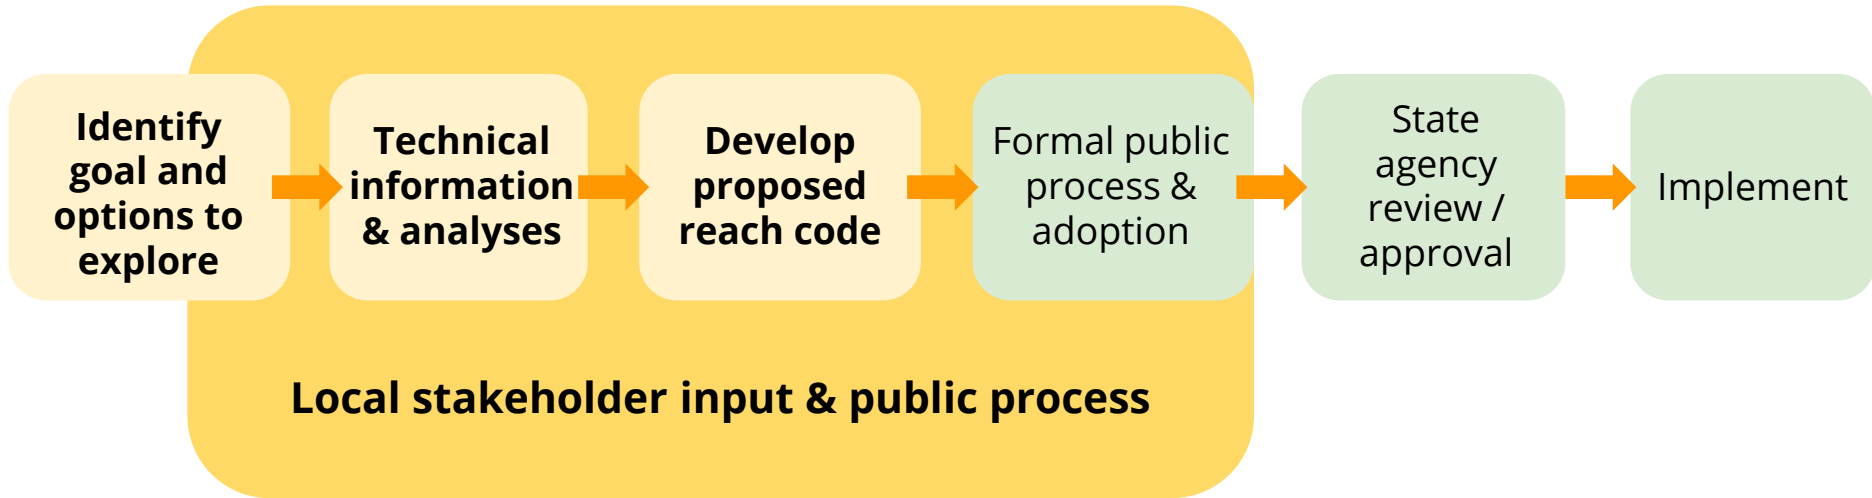 Identify
goal and
options to
explore
Technical
information
& analyses
Develop
proposed
reach code
Formal public
process &
adoption
State
agency
review /
approval
Implement
Local stakeholder input & public process